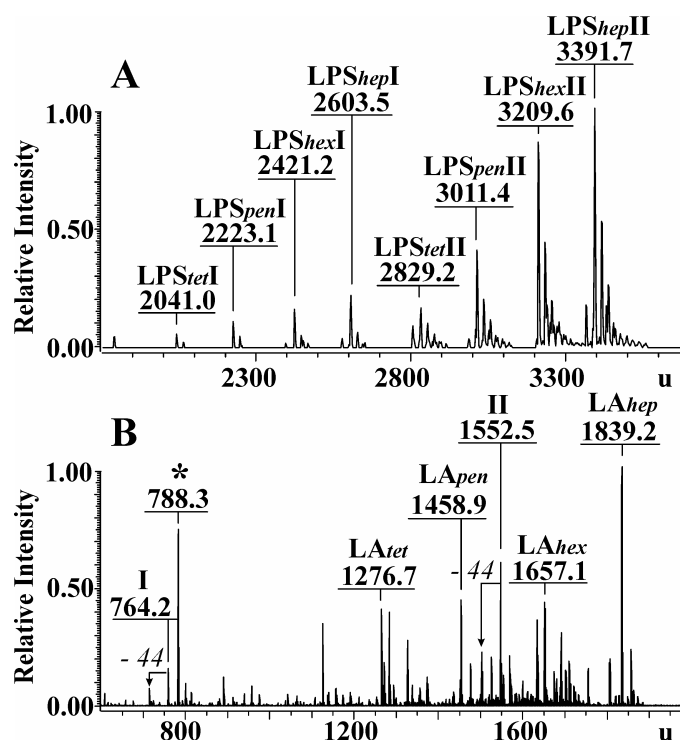 A
LPShepII
3391.7
LPShepI
2603.5
LPShexII
3209.6
LPShexI
2421.2
LPSpenII
3011.4
LPSpenI
2223.1
LPStetII
2829.2
LPStetI
2041.0
Relative Intensity
1.00
0.50
0.00
2300
2800
3300
u
B
II
1552.5
LAhep
1839.2
*
788.3
LApen
1458.9
LAtet
1276.7
LAhex
1657.1
I
764.2
- 44
- 44
Relative Intensity
1.00
0.50
0.00
800
1200
1600
u